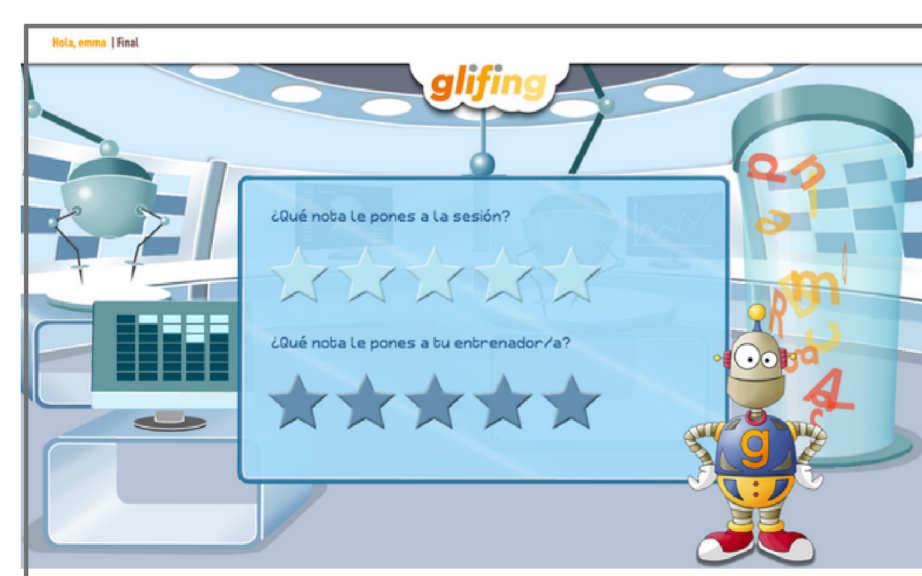 Hola, emma | Final
glifing
¿Qué nota le pones a la sesión?
¿Qué nota le pones a tu entrenador/a?
g